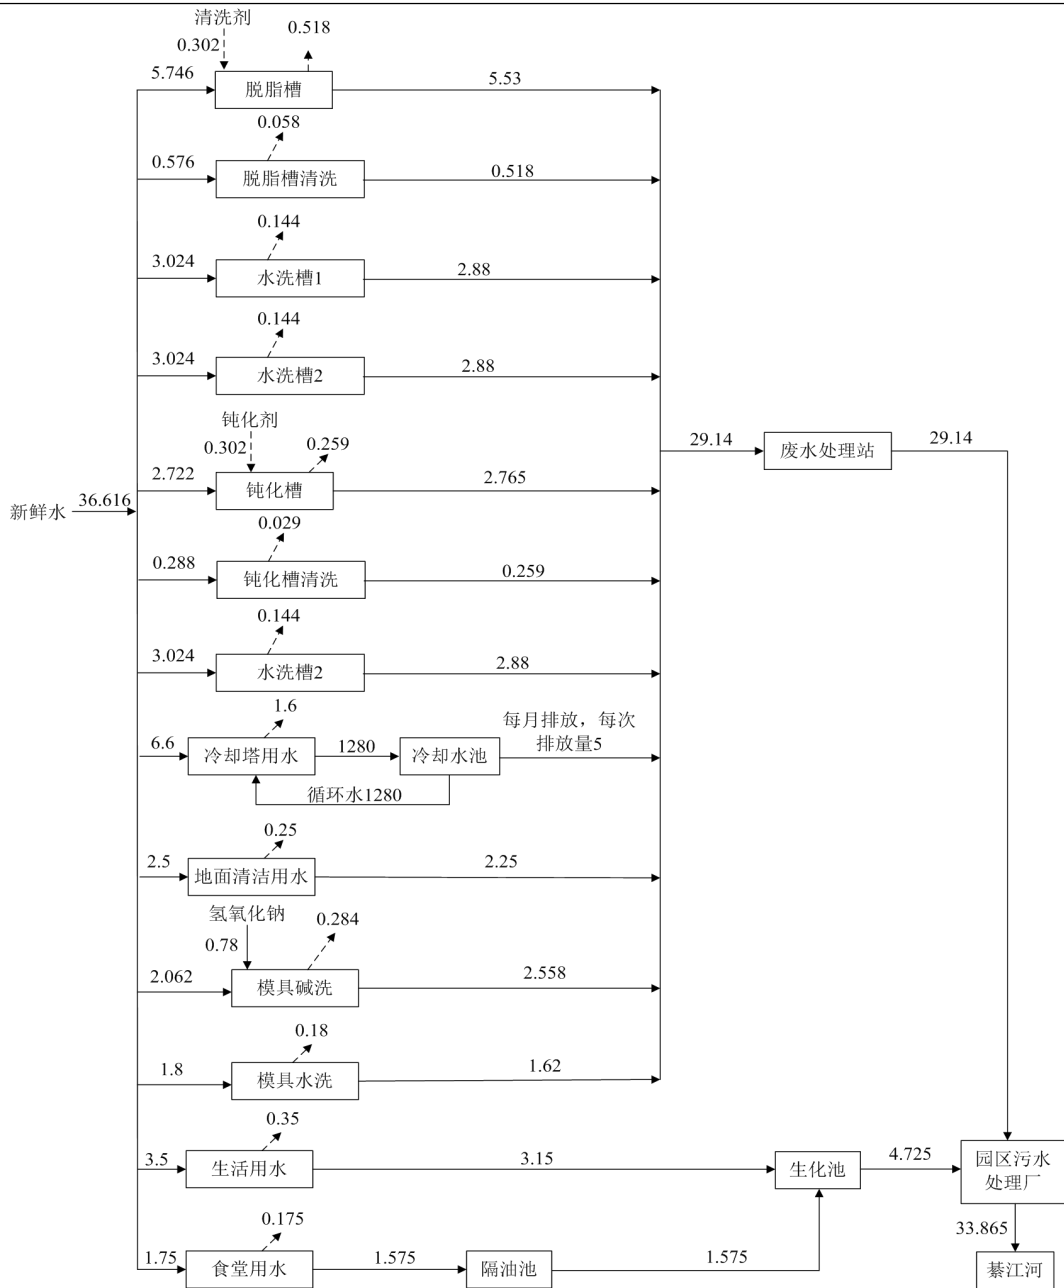 清洗剂
0.302
0.518
5.746
脱脂槽
5.53
0.058
0.576
脱脂槽清洗
0.518
0.144
3.024
水洗槽1
2.88
0.144
3.024
水洗槽2
2.88
钝化剂
0.302
0.259
2.722
钝化槽
2.765
29.14
废水处理站
29.14
新鲜水
36.616
0.029
0.288
钝化槽清洗
0.259
0.144
3.024
水洗槽2
2.88
1.6
6.6
冷却塔用水
1280
冷却水池
每月排放，每次
排放量5
循环水1280
0.25
2.5
地面清洁用水
2.25
氢氧化钠
0.78
0.284
2.062
模具碱洗
2.558
0.18
1.8
模具水洗
1.62
0.35
3.5
生活用水
3.15
生化池
4.725
园区污水
处理厂
0.175
1.75
食堂用水
1.575
隔油池
1.575
33.865
綦江河